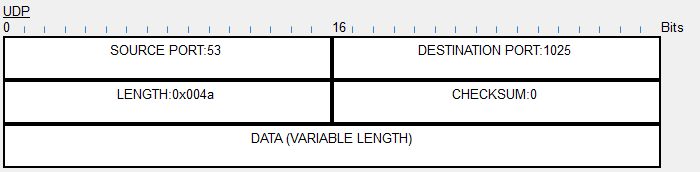 UDP
0 16 Bits
SOURCE PORT:53 DESTINATION PORT:1025
LENGTH:0x004a CHECKSUM:0
DATA (VARIABLE LENGTH)